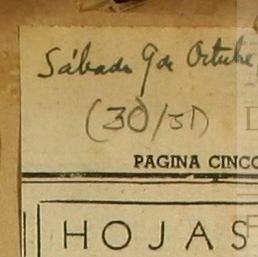 Sábado 9 de Octubre
(30/51)
PAGINA CINCO
HOJAS